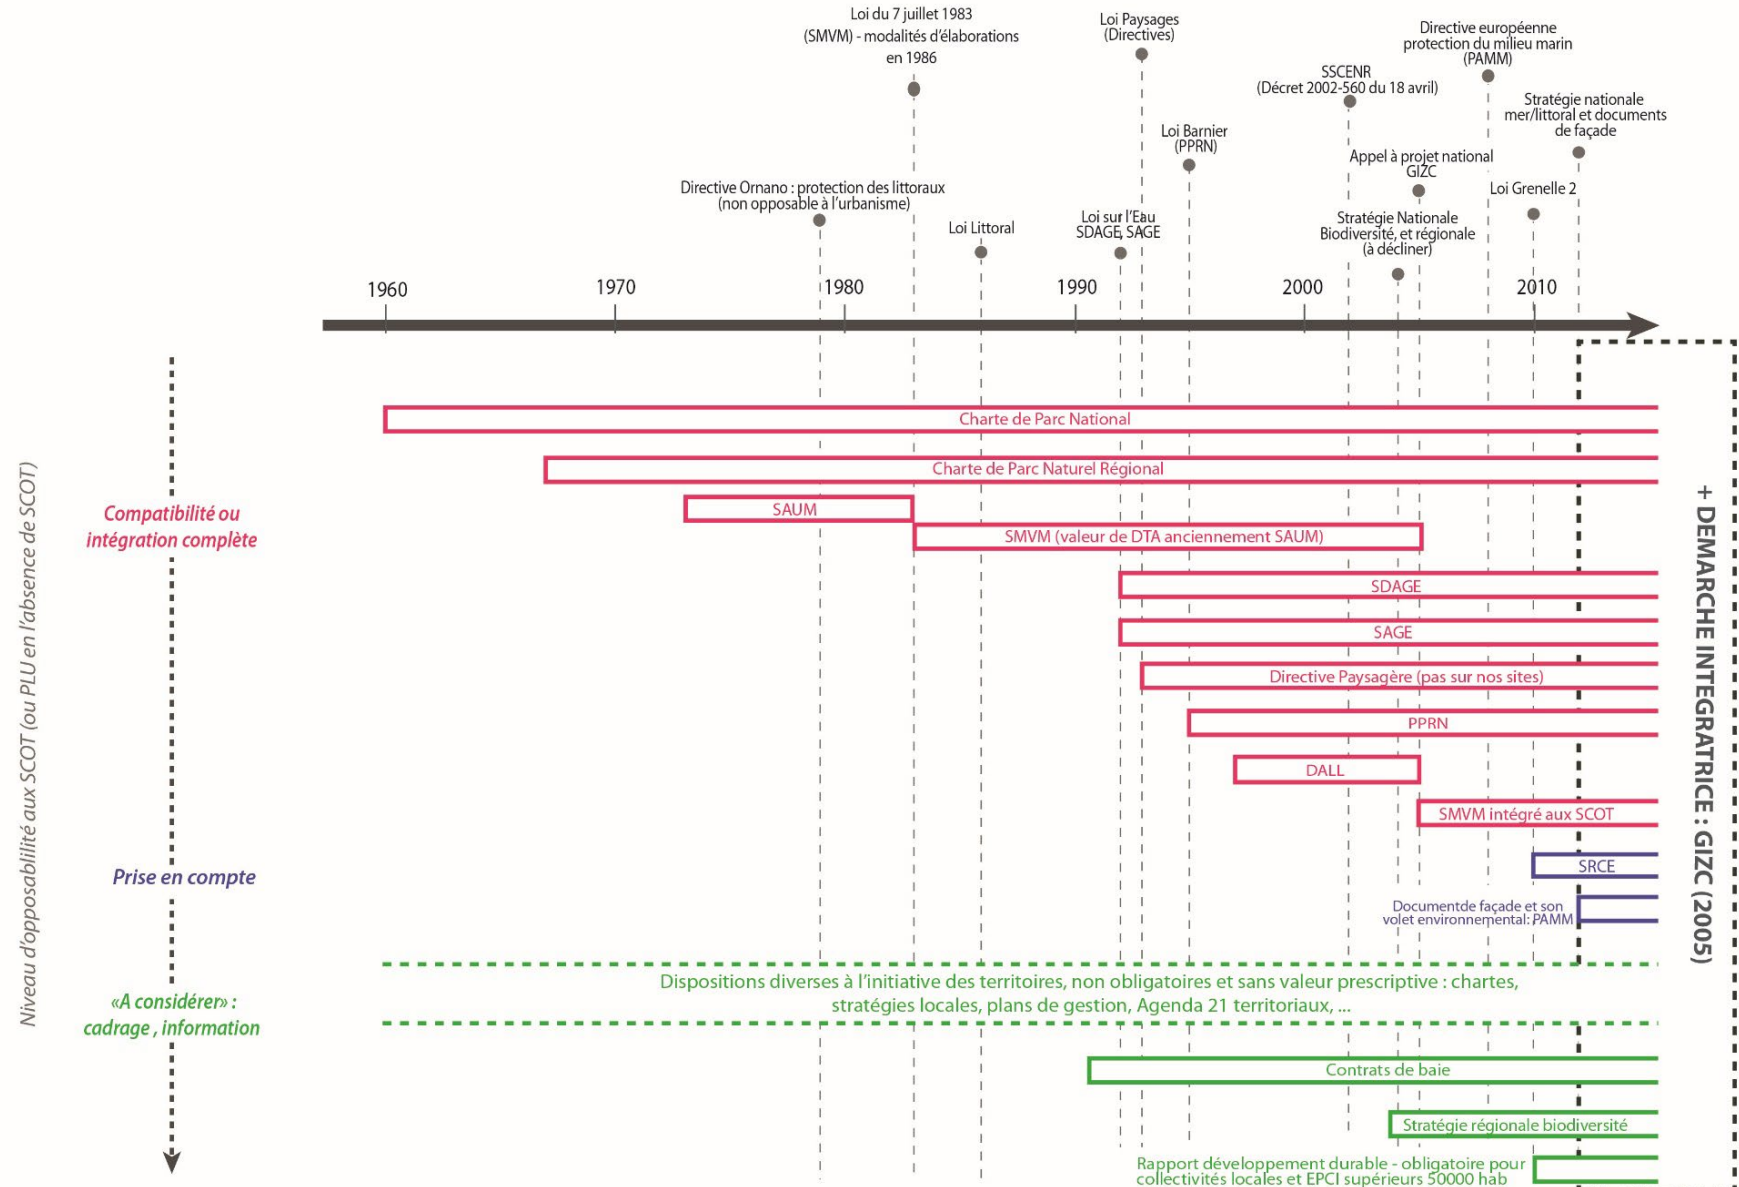 Loi du 7 juillet 1983
(SMVM) - modalités d'élaborations
en 1986
Loi Paysages
(Directives)
Directive européenne
protection du milieu marin
(PAMM)
SSCENR
(Décret 2002-560 du 18 avril)
Stratégie nationale
mer/littoral et documents
de façade
Loi Barnier
(PPRN)
Appel à projet national
GIZC
Directive Ornano : protection des littoraux
(non opposable à l'urbanisme)
Loi Grenelle 2
Loi Littoral
Loi sur l'Eau
SDAGE, SAGE
Stratégie Nationale
Biodiversité, et régionale
(à décliner)
1960
1970
1980
1990
2000
2010
Niveau d'opposablilité aux SCOT (ou PLU en l'absence de SCOT)
Compatibilité ou
intégration complète
Charte de Parc National
Charte de Parc Naturel Régional
SAUM
SMVM (valeur de DTA anciennement SAUM)
SDAGE
SAGE
Directive Paysagère (pas sur nos sites)
PPRN
DALL
SMVM intégré aux SCOT
Prise en compte
SRCE
Documentde façade et son
volet environnemental: PAMM
«A considérer» :
cadrage , information
Dispositions diverses à l'initiative des territoires, non obligatoires et sans valeur prescriptive : chartes,
stratégies locales, plans de gestion, Agenda 21 territoriaux, ...
Contrats de baie
Stratégie régionale biodiversité
Rapport développement durable - obligatoire pour
collectivités locales et EPCI supérieurs 50000 hab
+ DEMARCHE INTEGRATRICE : GIZC (2005)